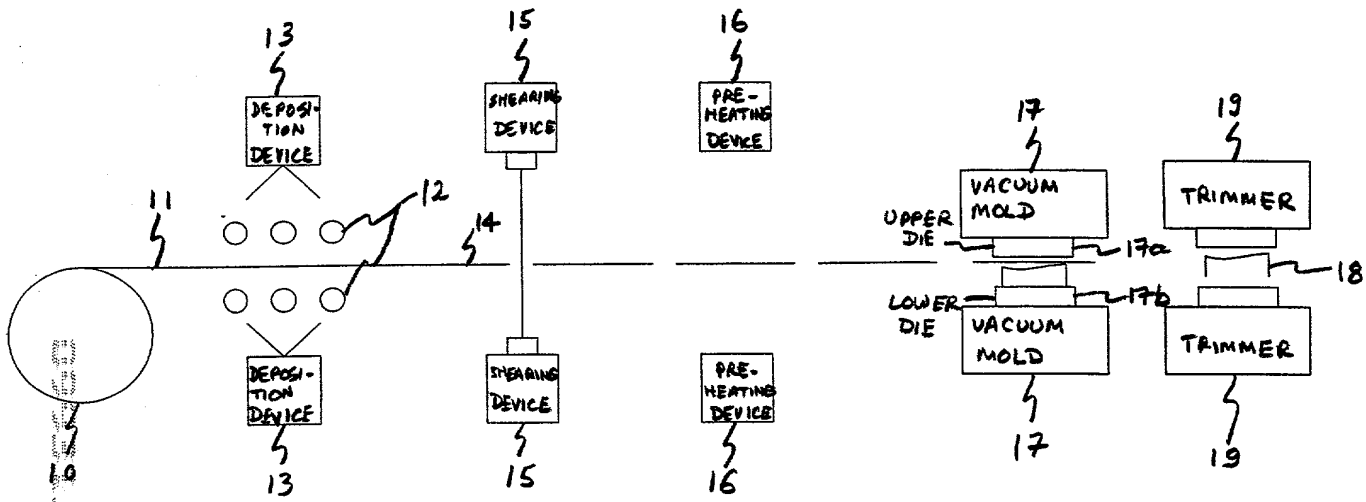 15
16
13
SHEARING
DEVICE
PRE-
HEATING
DEVICE
DEPOSI-
TION
DEVICE
17
19
VACUUM
MOLD
TRIMMER
11
12
14
UPPER
DIE
17a
18
LOWER
DIE
17b
VACUUM
MOLD
TRIMMER
DEPOSI-
TION
DEVICE
SHEARING
DEVICE
PRE-
HEATING
DEVICE
10
13
15
16
17
19